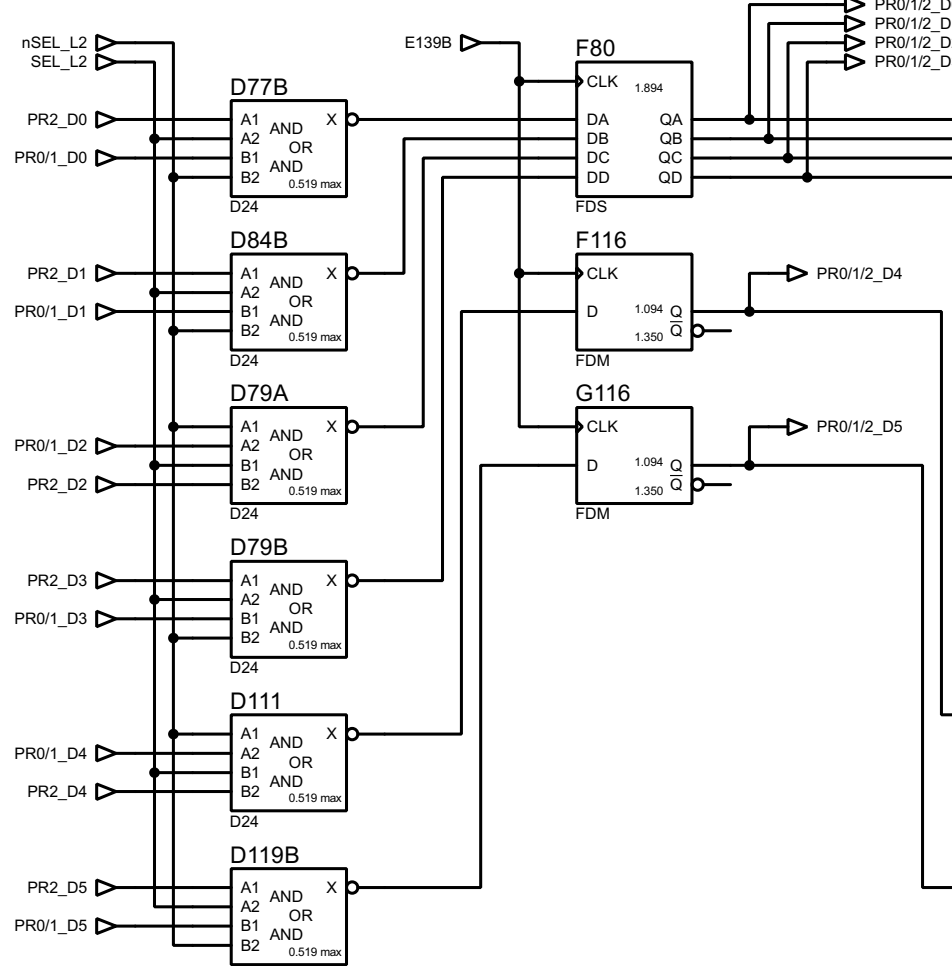 PR0/1/2_D
PR0/1/2_D
PR0/1/2_D
PR0/1/2_D
nSEL_L2
SEL_L2
E139B
F80
CLK
1.894
DA
QA
DB
QB
DC
QC
DD
QD
FDS
D77B
PR2_D0
A1
X
A2
AND
OR
PR0/1_D0
B1
AND
B2
0.519 max
D24
D84B
PR2_D1
A1
X
A2
AND
OR
PR0/1_D1
B1
AND
B2
0.519 max
D24
F116
CLK
PR0/1/2_D4
D
1.094
Q
1.350
Q
FDM
D79A
A1
X
PR0/1_D2
A2
AND
OR
B1
AND
PR2_D2
B2
0.519 max
D24
G116
CLK
PR0/1/2_D5
D
1.094
Q
1.350
Q
FDM
D79B
PR2_D3
A1
X
A2
AND
OR
PR0/1_D3
B1
AND
B2
0.519 max
D24
D111
A1
X
PR0/1_D4
A2
AND
OR
B1
AND
PR2_D4
B2
0.519 max
D24
D119B
PR2_D5
A1
X
A2
AND
OR
PR0/1_D5
B1
AND
B2
0.519 max